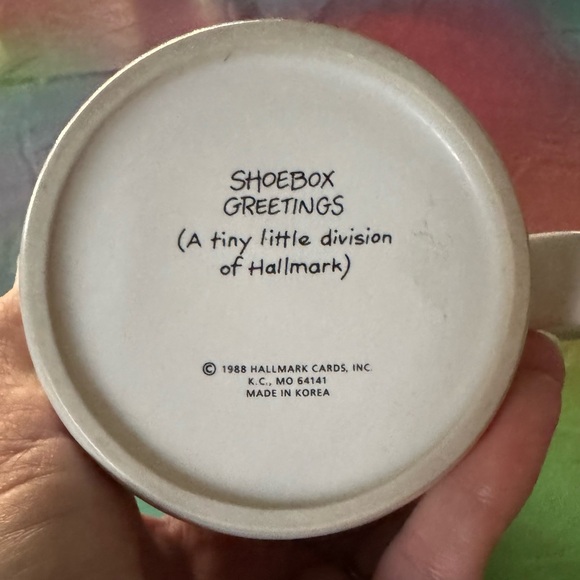 SHOEBOX
GREETINGS
(A tiny little division
of Hallmark)
© 1988 HALLMARK CARDS, INC.
K.C., MO 64141
MADE IN KOREA